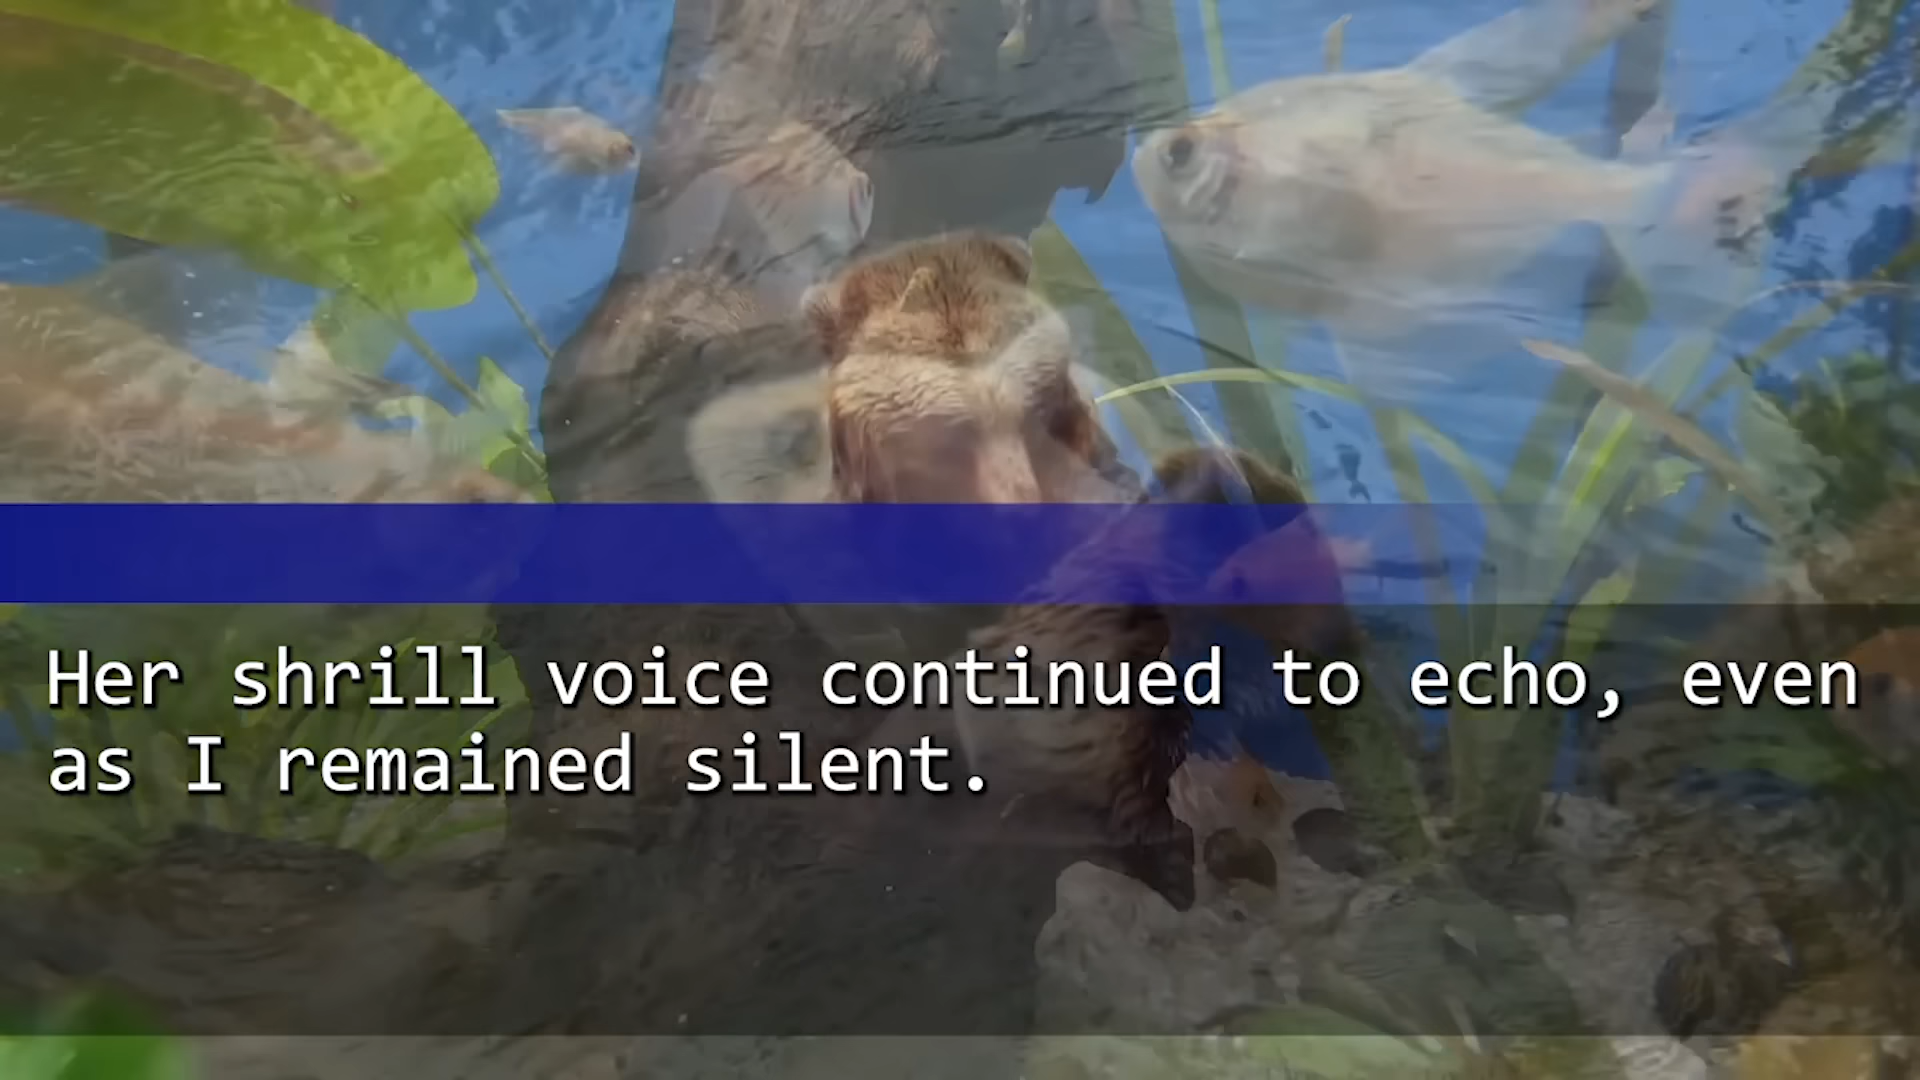 Her shrill voice continued to echo, even
as I remained silent.